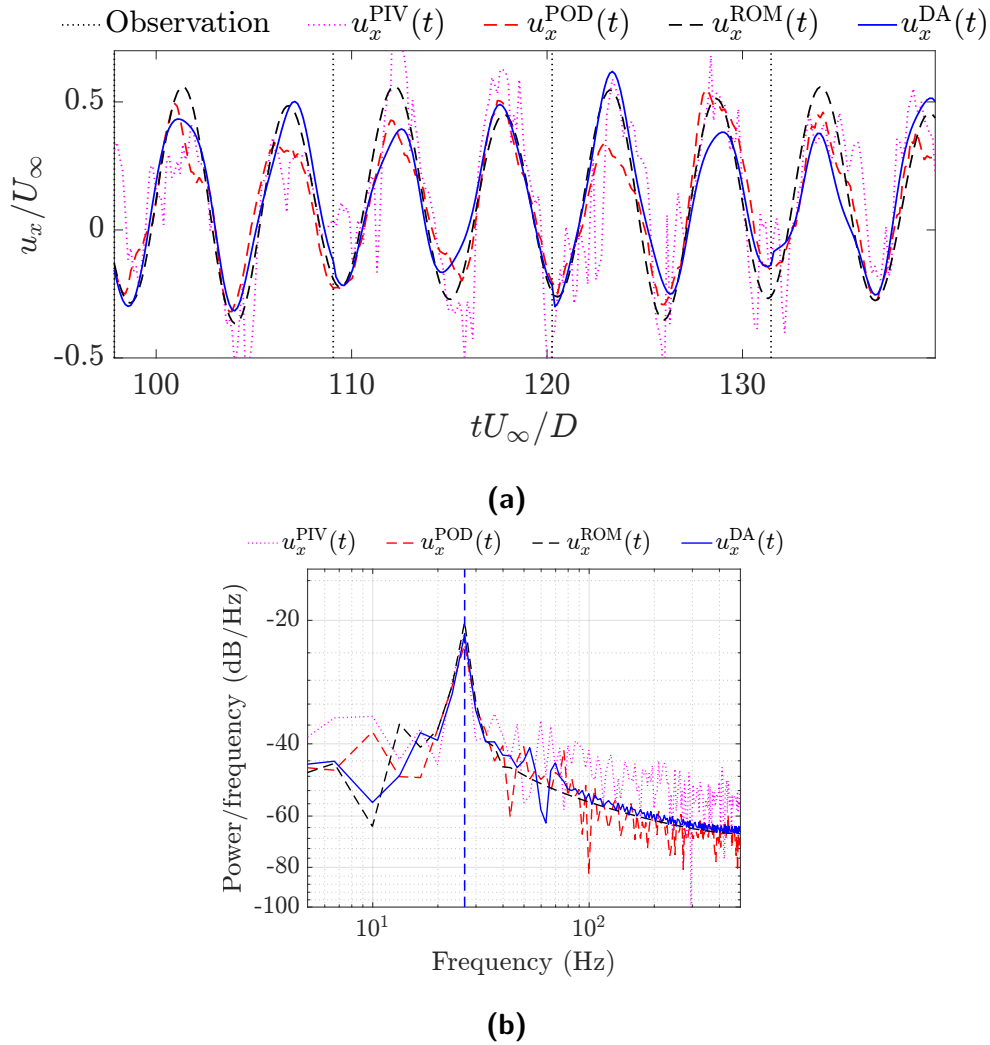 Observation u_x^PIV(t) u_x^POD(t) u_x^ROM(t) u_x^DA(t)
0.5
0
-0.5
u_x/U_∞
100 110 120 130
tU_∞/D
(a)
u_x^PIV(t) u_x^POD(t) u_x^ROM(t) u_x^DA(t)
-20
-40
-60
-80
-100
Power/frequency (dB/Hz)
10^1 10^2
Frequency (Hz)
(b)